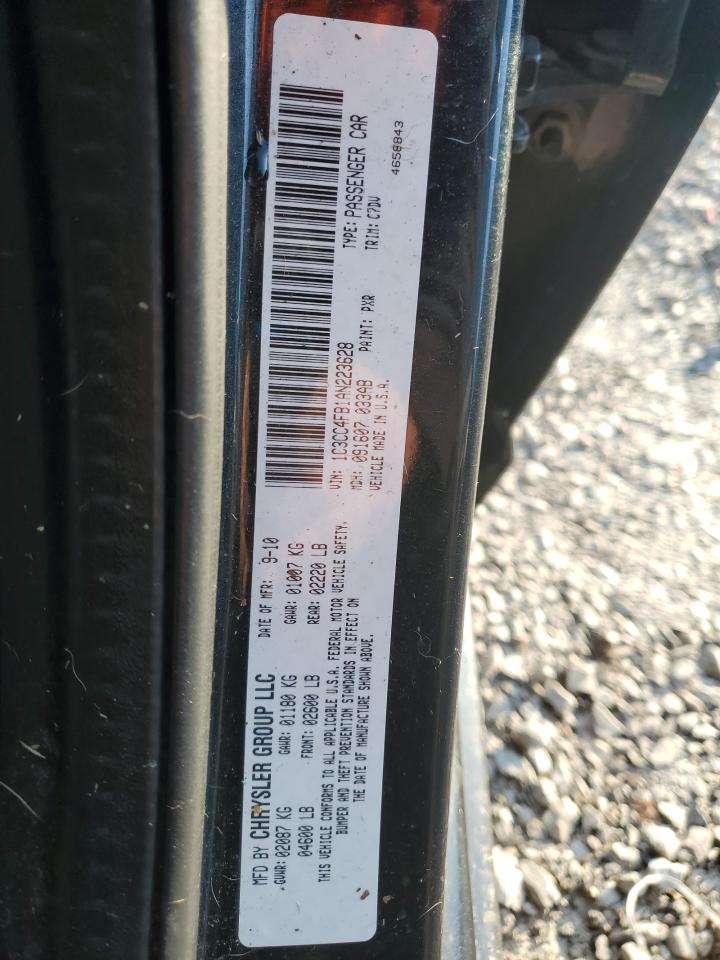 MFD BY CHRYSLER GROUP LLC DATE OF MFR: 9-10
GVWR: 02087 KG GAWR: 01180 KG GAWR: 01007 KG
04600 LB FRONT: 02600 LB REAR: 02220 LB
THIS VEHICLE CONFORMS TO ALL APPLICABLE U.S.A. FEDERAL MOTOR VEHICLE SAFETY,
BUMPER AND THEFT PREVENTION STANDARDS IN EFFECT ON
THE DATE OF MANUFACTURE SHOWN ABOVE.
VIN: 1C3CC4FB1AN223628 TYPE: PASSENGER CAR
MDH: 091607 033AB PAINT: PXR TRIM: C7DV
VEHICLE MADE IN U.S.A. 4658843